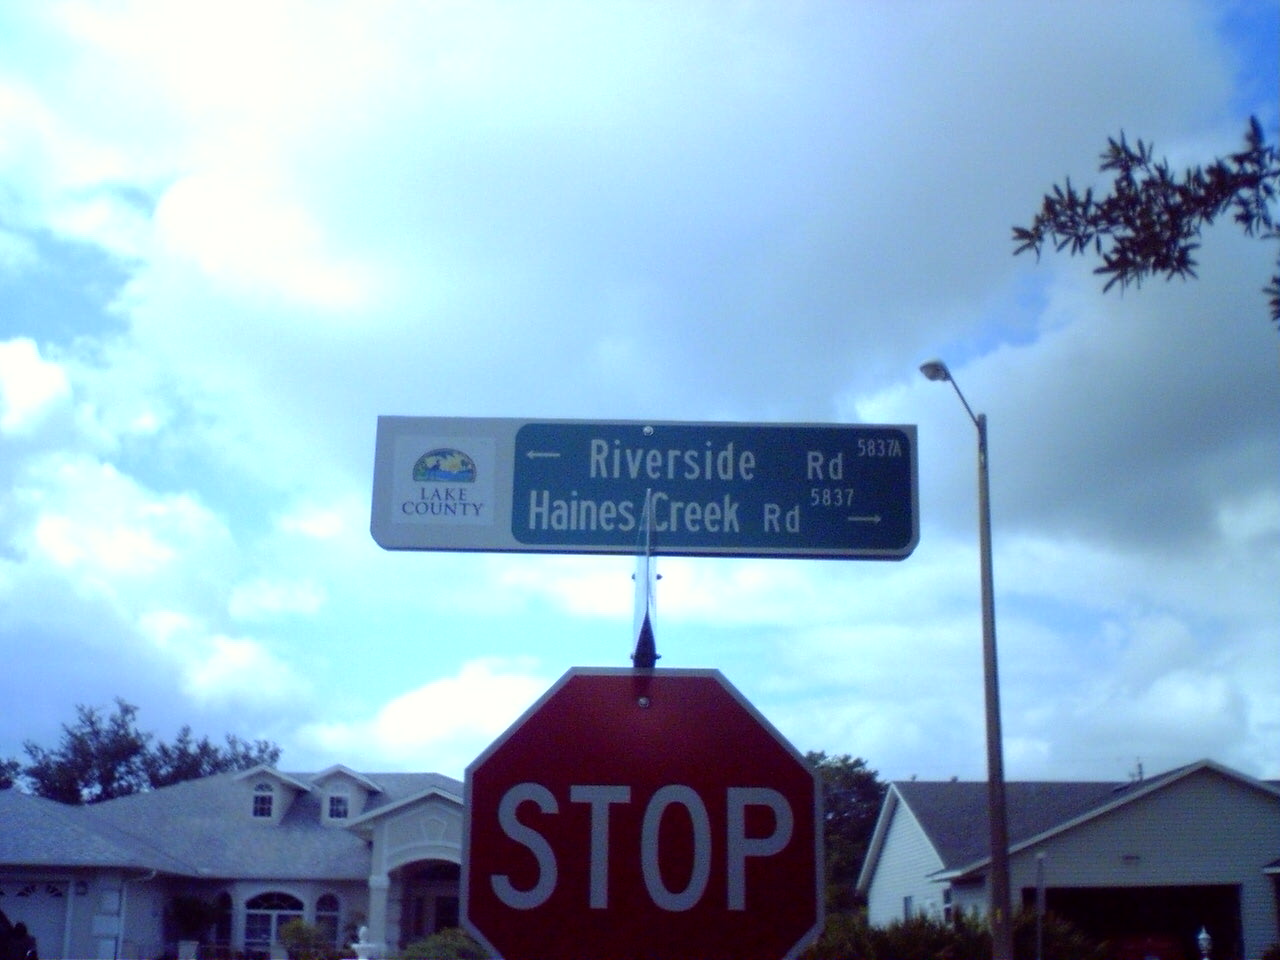 LAKE
COUNTY
← Riverside Rd 5837A
Haines Creek Rd 5837 →
STOP